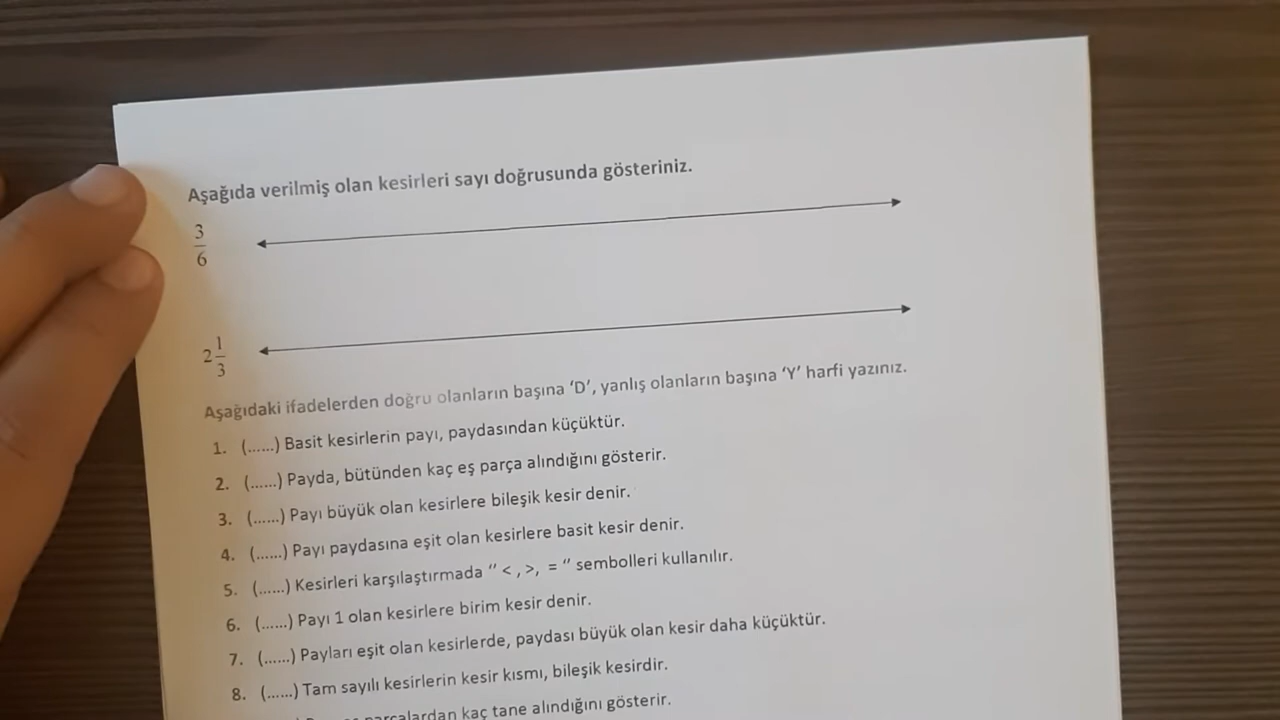 Aşağıda verilmiş olan kesirleri sayı doğrusunda gösteriniz.
3/6
2 1/3
Aşağıdaki ifadelerden doğru olanların başına ‘D’, yanlış olanların başına ‘Y’ harfi yazınız.
1. (......) Basit kesirlerin payı, paydasından küçüktür.
2. (......) Payda, bütünden kaç eş parça alındığını gösterir.
3. (......) Payı büyük olan kesirlere bileşik kesir denir.
4. (......) Payı paydasına eşit olan kesirlere basit kesir denir.
5. (......) Kesirleri karşılaştırmada “ < , >, = ” sembolleri kullanılır.
6. (......) Payı 1 olan kesirlere birim kesir denir.
7. (......) Payları eşit olan kesirlerde, paydası büyük olan kesir daha küçüktür.
8. (......) Tam sayılı kesirlerin kesir kısmı, bileşik kesirdir.
parçalardan kaç tane alındığını gösterir.